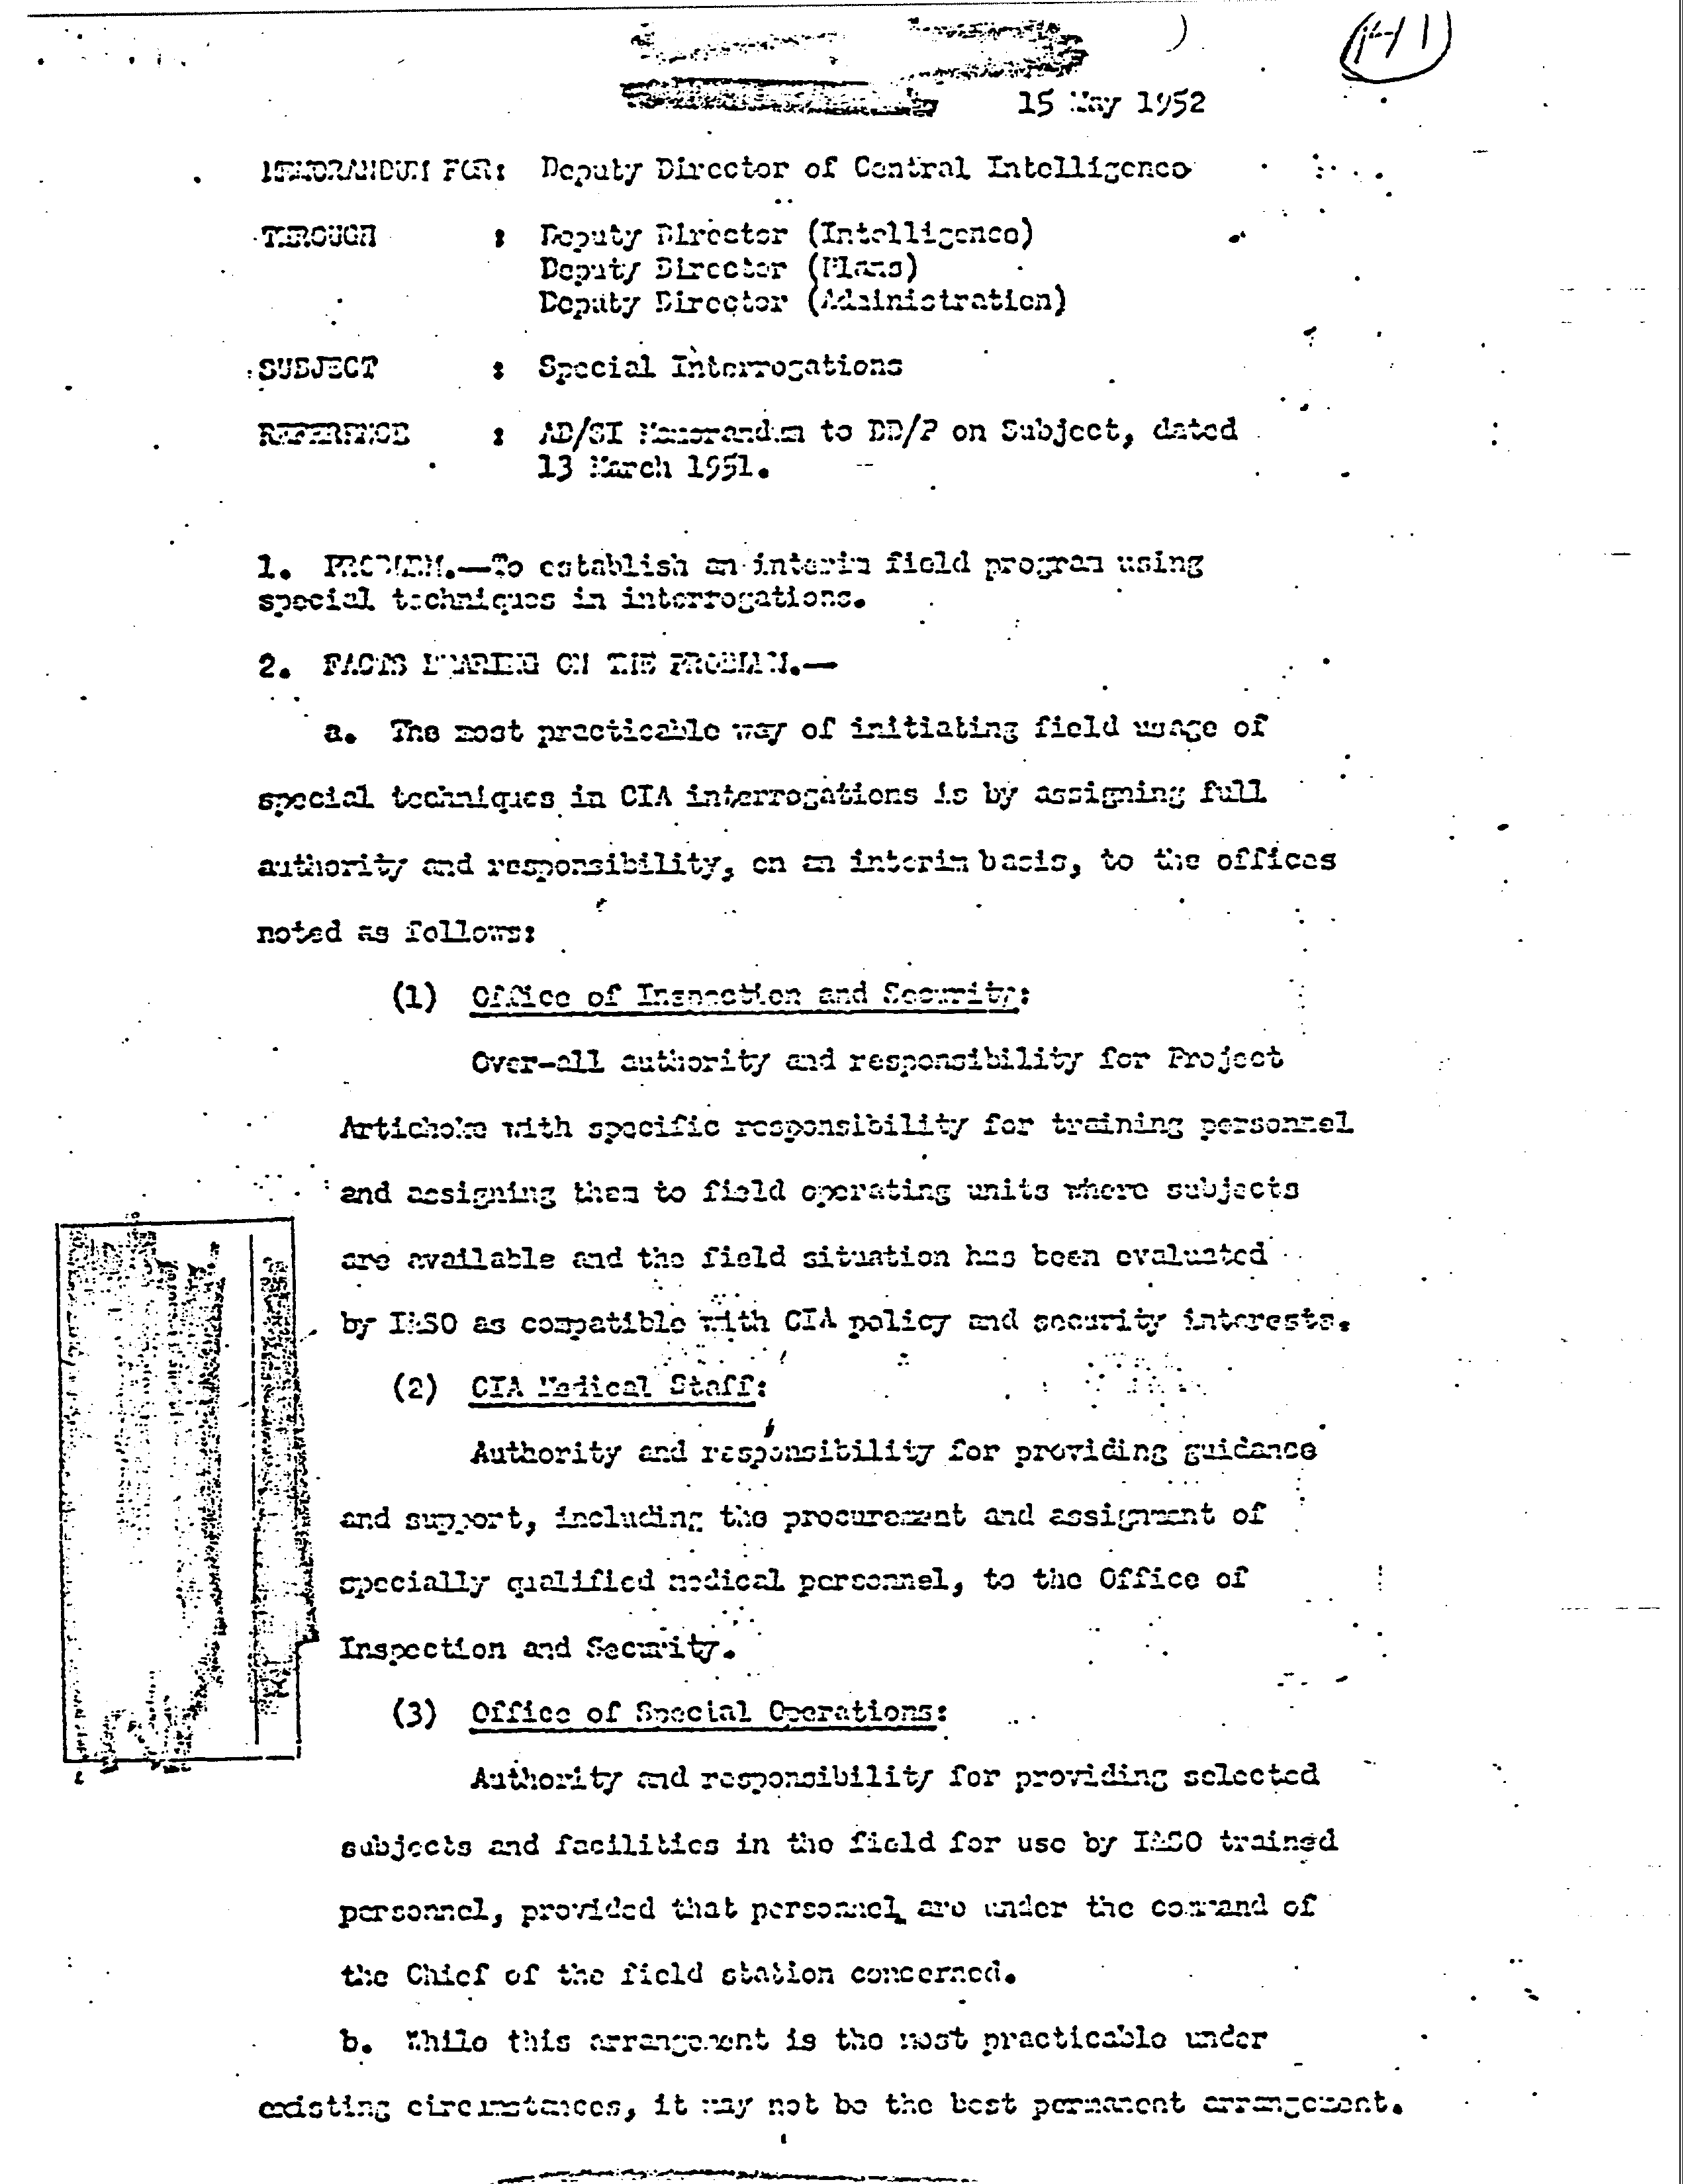 15 May 1952
MEMORANDUM FOR: Deputy Director of Central Intelligence
THROUGH : Deputy Director (Intelligence)
Deputy Director (Plans)
Deputy Director (Administration)
SUBJECT : Special Interrogations
REFERENCE : AD/SI Memorandum to DD/P on Subject, dated
13 March 1951.
1. PROBLEM.—To establish an interim field program using
special techniques in interrogations.
2. FACTS BEARING ON THE PROBLEM.—
a. The most practicable way of initiating field usage of
special techniques in CIA interrogations is by assigning full
authority and responsibility, on an interim basis, to the offices
noted as follows:
(1) Office of Inspection and Security:
Over-all authority and responsibility for Project
Artichoke with specific responsibility for training personnel
and assigning them to field operating units where subjects
are available and the field situation has been evaluated
by I&SO as compatible with CIA policy and security interests.
(2) CIA Medical Staff:
Authority and responsibility for providing guidance
and support, including the procurement and assignment of
specially qualified medical personnel, to the Office of
Inspection and Security.
(3) Office of Special Operations:
Authority and responsibility for providing selected
subjects and facilities in the field for use by I&SO trained
personnel, provided that personnel are under the command of
the Chief of the field station concerned.
b. While this arrangement is the most practicable under
existing circumstances, it may not be the best permanent arrangement.